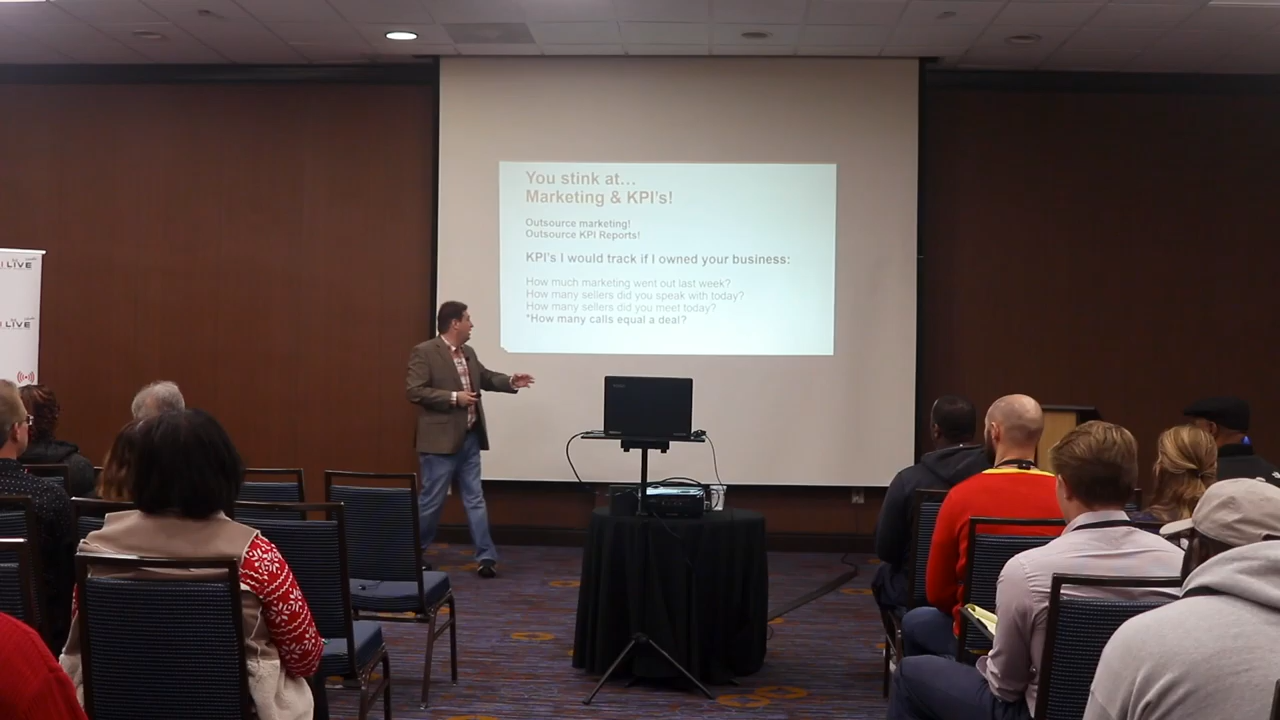 You stink at…
Marketing & KPI's!
Outsource marketing!
Outsource KPI Reports!
KPI's I would track if I owned your business:
How much marketing went out last week?
How many sellers did you speak with today?
How many sellers did you meet today?
*How many calls equal a deal?
I LIVE
I LIVE